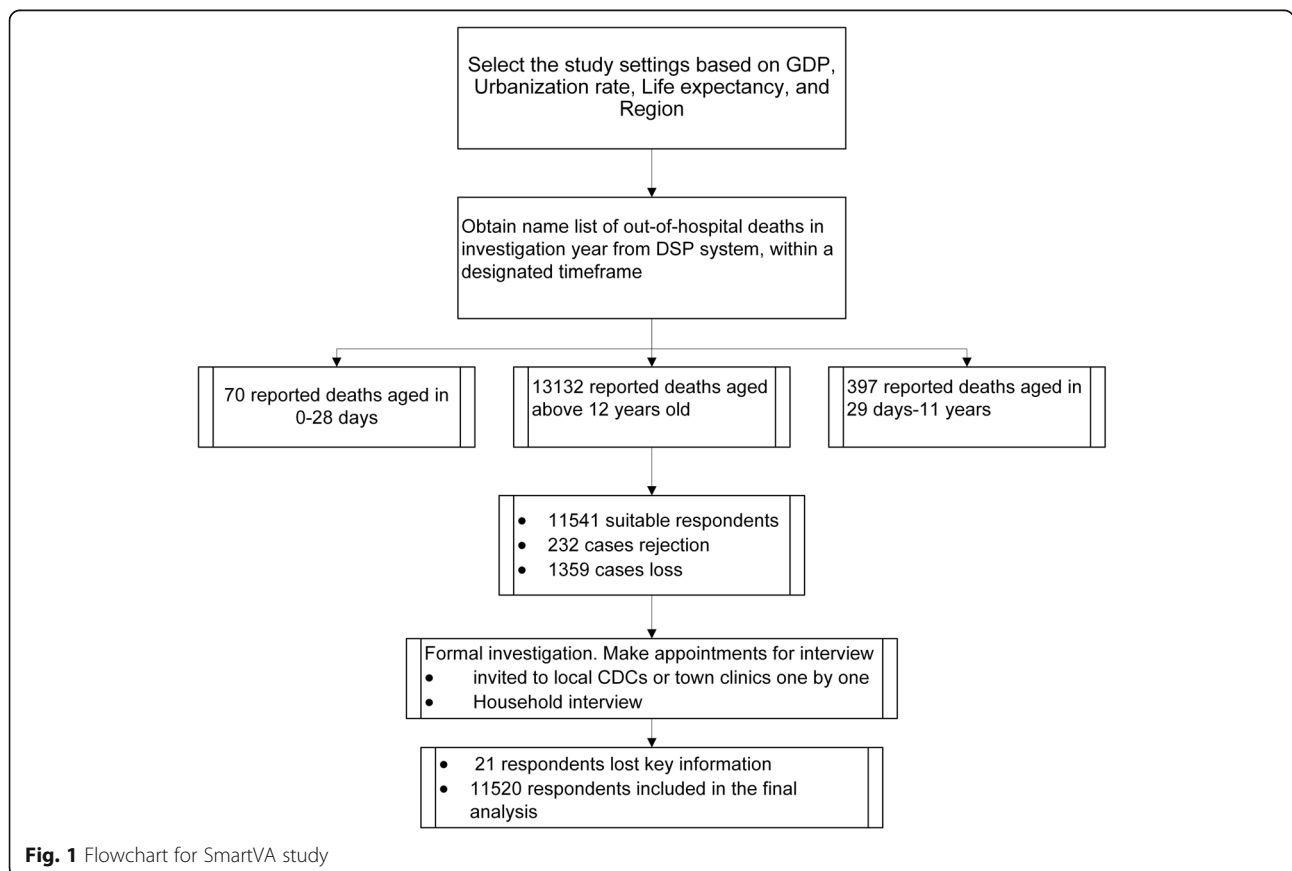 Select the study settings based on GDP,
Urbanization rate, Life expectancy, and
Region
Obtain name list of out-of-hospital deaths in
investigation year from DSP system, within a
designated timeframe
70 reported deaths aged in
0-28 days
13132 reported deaths aged
above 12 years old
397 reported deaths aged in
29 days-11 years
• 11541 suitable respondents
• 232 cases rejection
• 1359 cases loss
Formal investigation. Make appointments for interview
• invited to local CDCs or town clinics one by one
• Household interview
• 21 respondents lost key information
• 11520 respondents included in the final
analysis
Fig. 1 Flowchart for SmartVA study